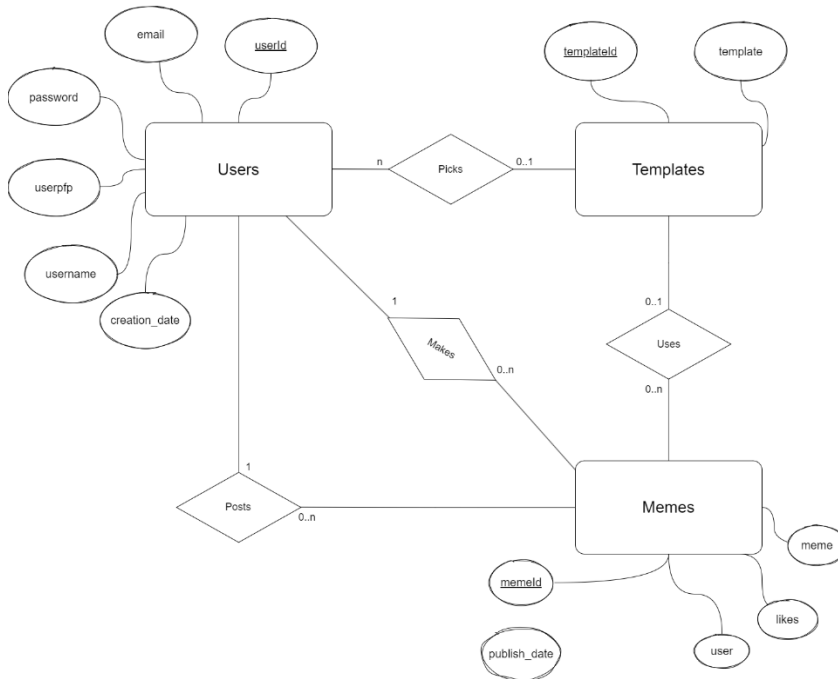 email
userId
templateId
template
password
Users
n
Picks
0..1
Templates
userpfp
username
creation_date
0..1
1
Makes
Uses
0..n
0..n
1
Posts
0..n
Memes
meme
memeId
likes
user
publish_date